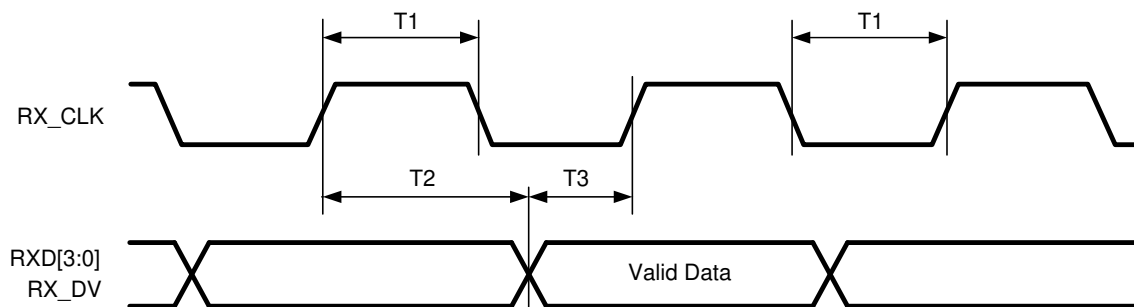 T1
T1
RX_CLK
T2
T3
RXD[3:0]
RX_DV
Valid Data